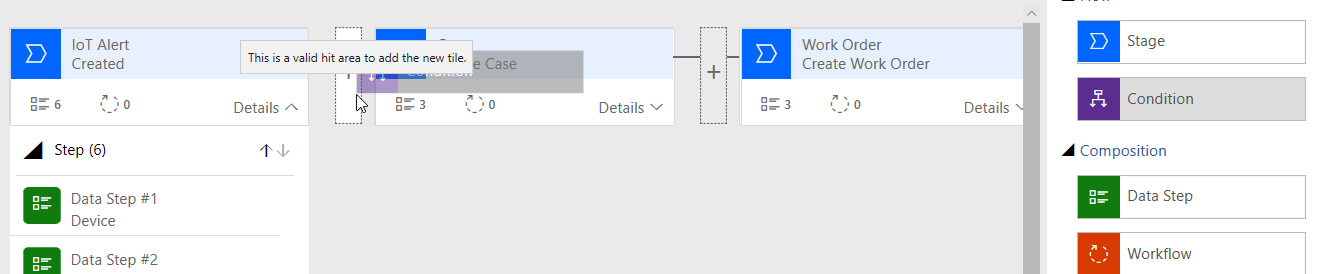 IoT Alert
Created
6
0
Details
This is a valid hit area to add the new tile.
Case
3
0
Details
Work Order
Create Work Order
3
0
Details
Step (6)
Data Step #1
Device
Data Step #2
Stage
Condition
Composition
Data Step
Workflow